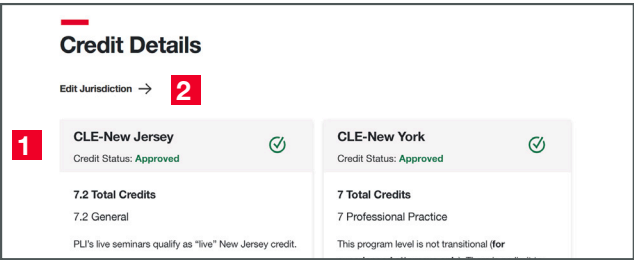 Credit Details
Edit Jurisdiction → 2
1
CLE-New Jersey
Credit Status: Approved
7.2 Total Credits
7.2 General
PLI's live seminars qualify as “live” New Jersey credit.
CLE-New York
Credit Status: Approved
7 Total Credits
7 Professional Practice
This program level is not transitional (for